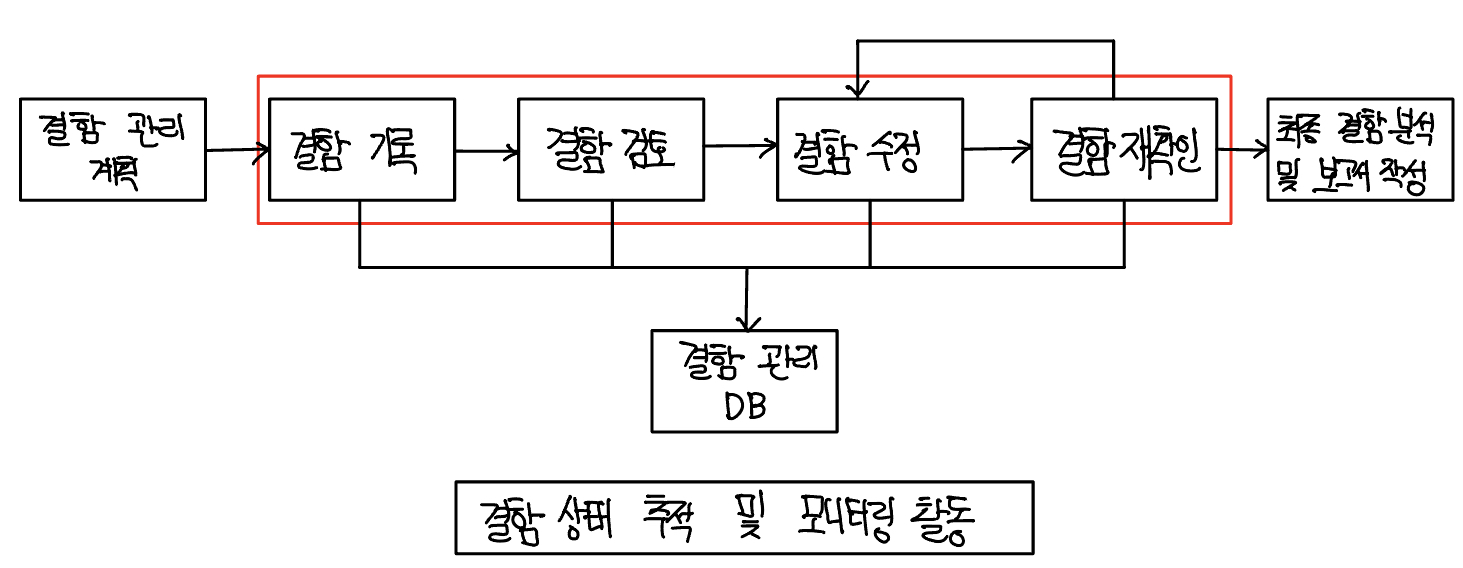 결함 관리
계획
결함 기록
결함 검토
결함 수정
결함 재확인
최종 결함 분석
및 보고서 작성
결함 관리
DB
결함 상태 추적 및 모니터링 활동